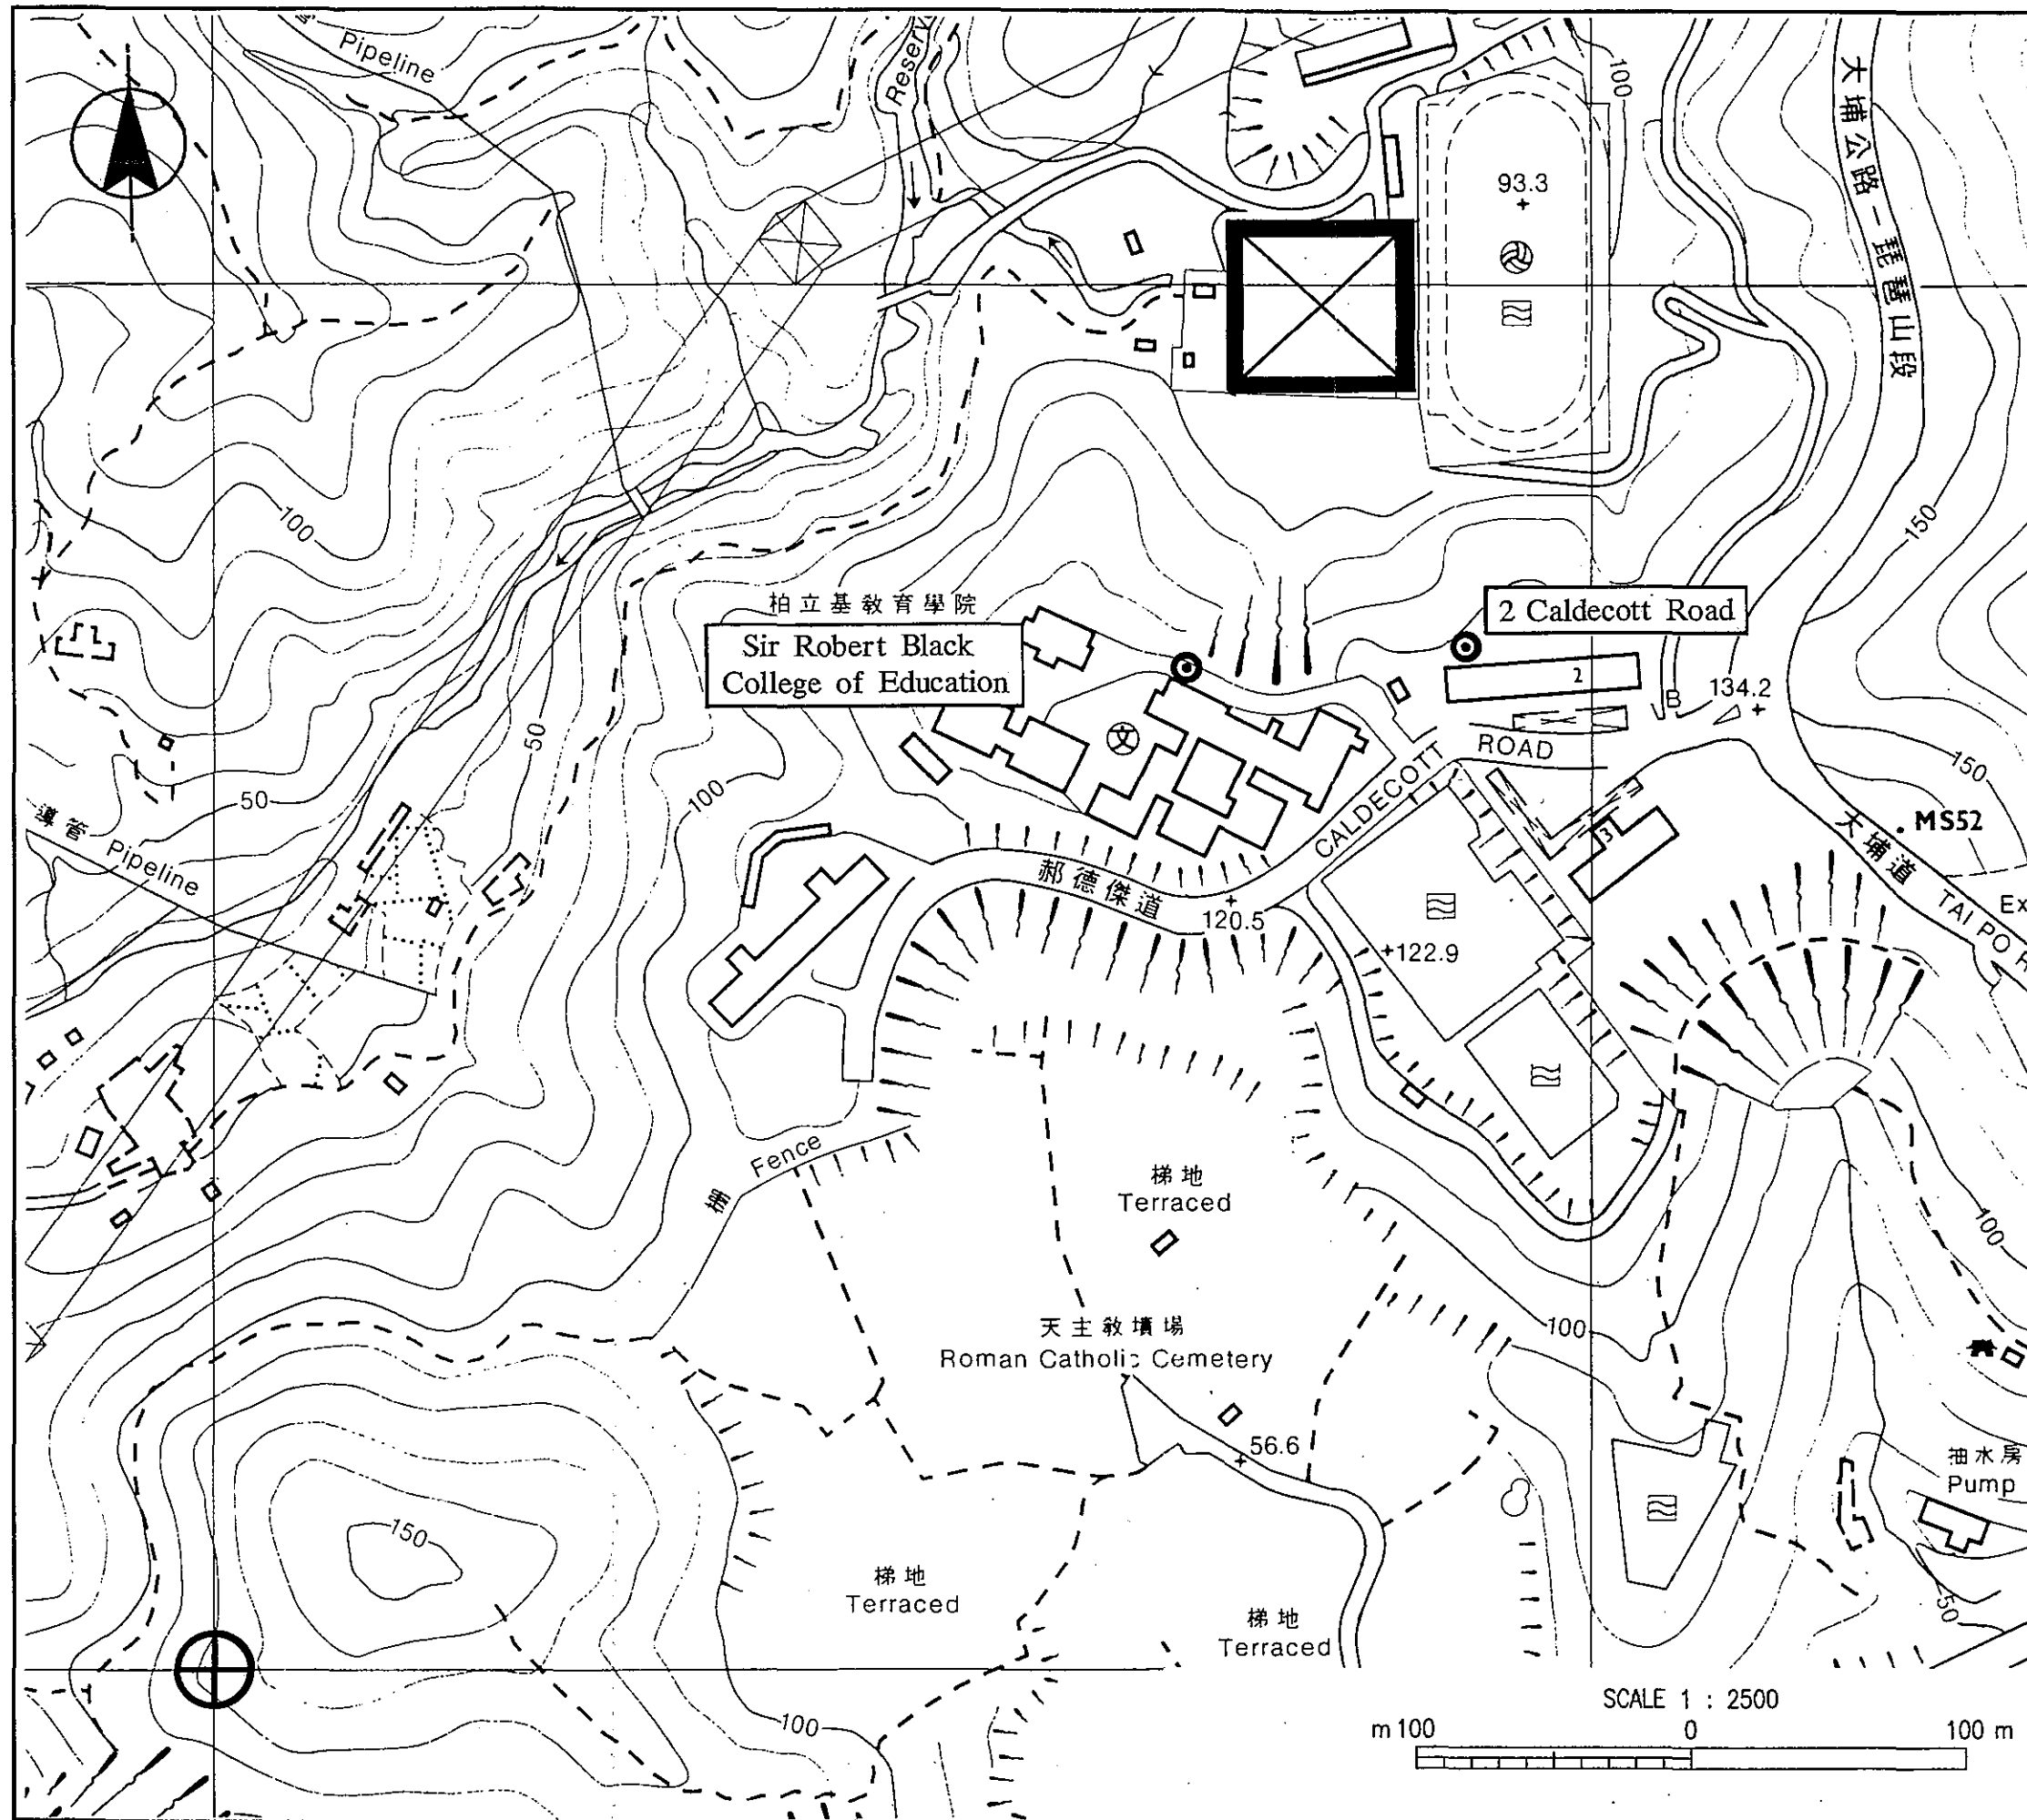 Pipeline
Reserv
100
大埔公路－琵琶山段
93.3
100
150
柏立基敎育學院
Sir Robert Black
College of Education
2 Caldecott Road
2
B
134.2
文
ROAD
CALDECOTT
50
100
150
50
導管 Pipeline
3
MS52
大埔道 TAI PO R
Ex
郝德傑道
120.5
122.9
梯地
Terraced
Fence
100
天主敎墳場
Roman Catholic Cemetery
100
56.6
抽水房
Pump
150
梯地
Terraced
梯地
Terraced
50
100
SCALE 1 : 2500
m 100 0 100 m